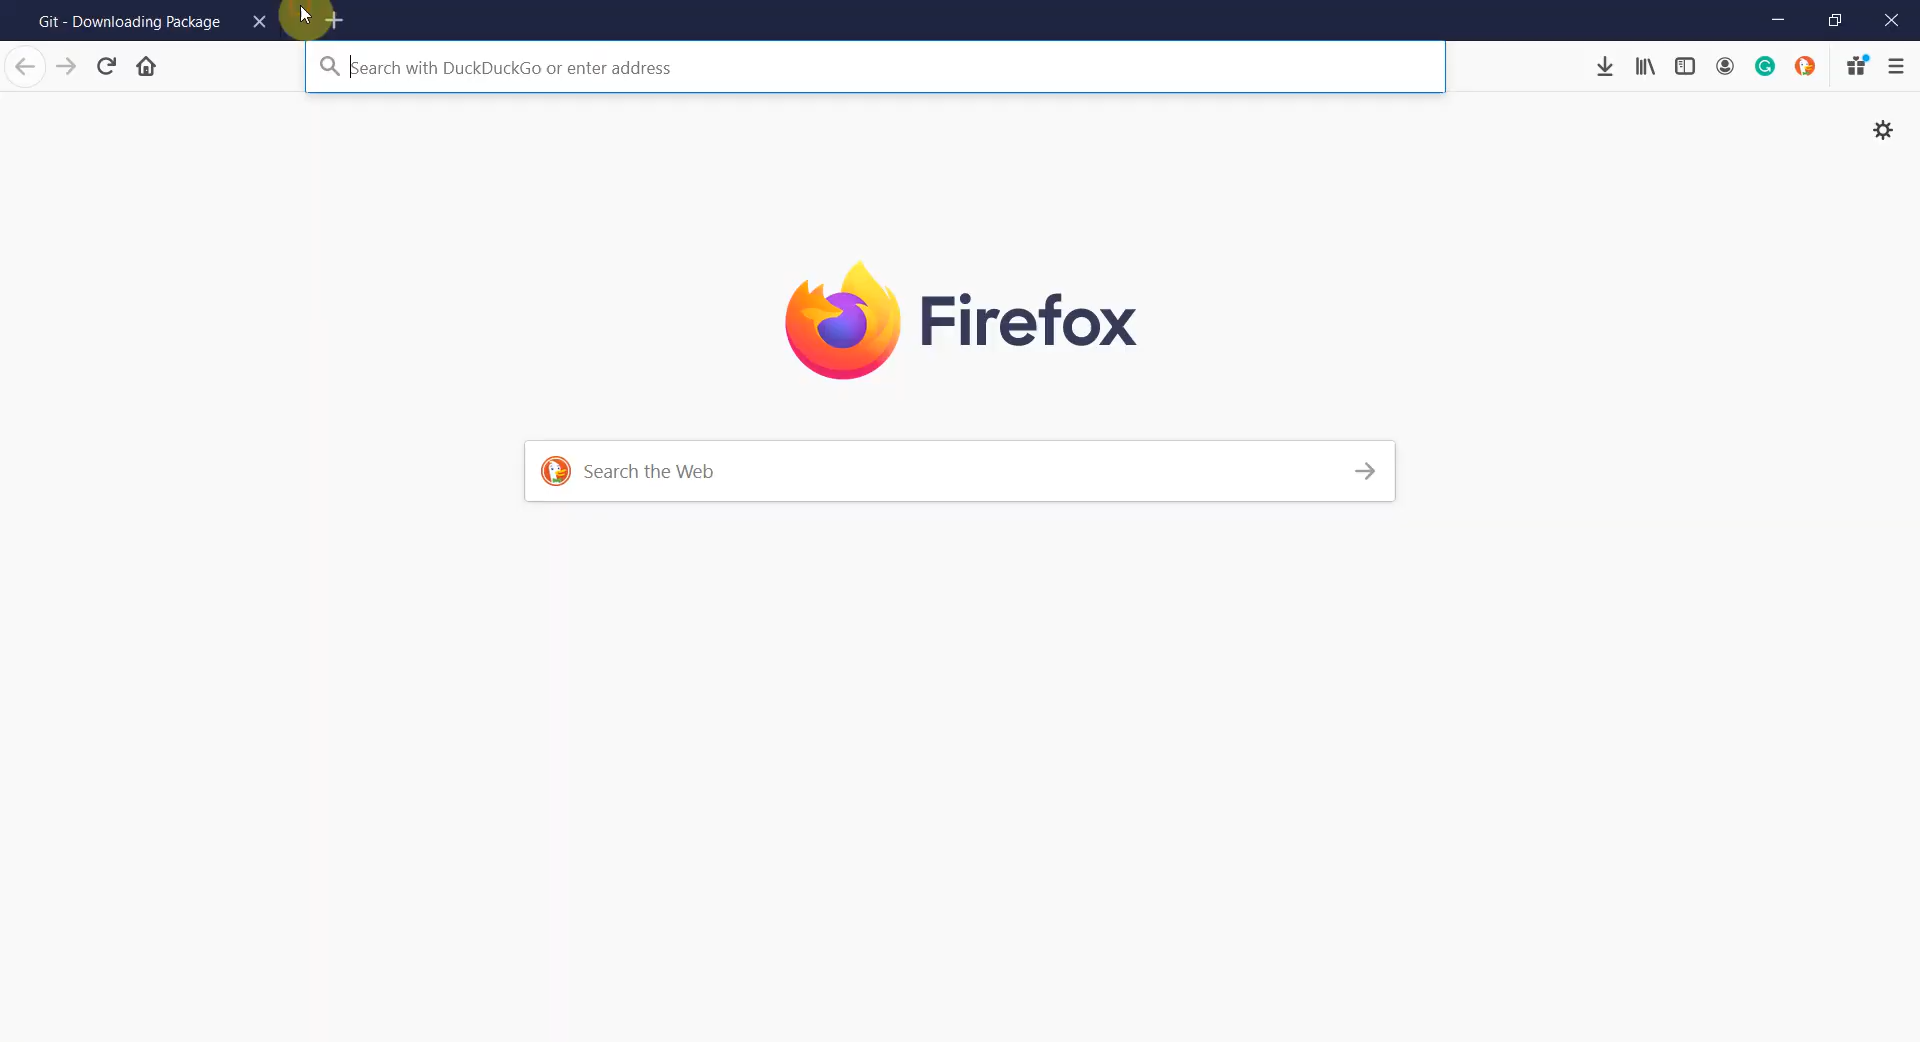 Git - Downloading Package
Search with DuckDuckGo or enter address
Firefox
Search the Web